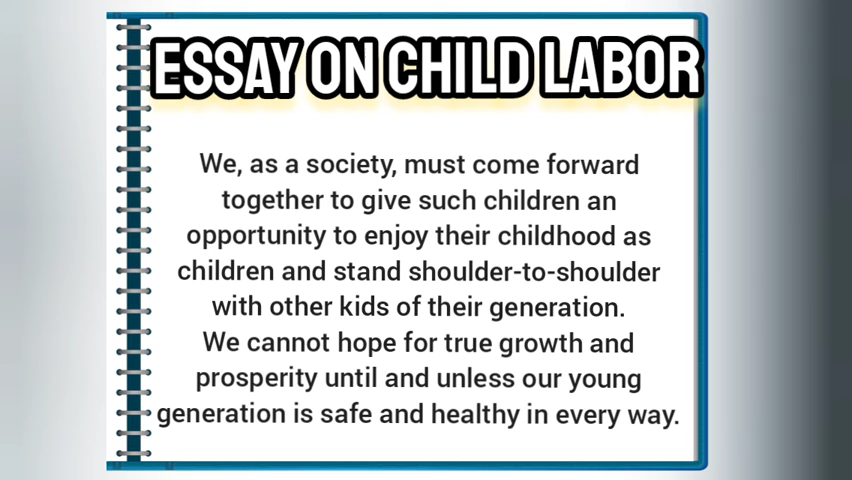 ESSAY ON CHILD LABOR
We, as a society, must come forward
together to give such children an
opportunity to enjoy their childhood as
children and stand shoulder-to-shoulder
with other kids of their generation.
We cannot hope for true growth and
prosperity until and unless our young
generation is safe and healthy in every way.